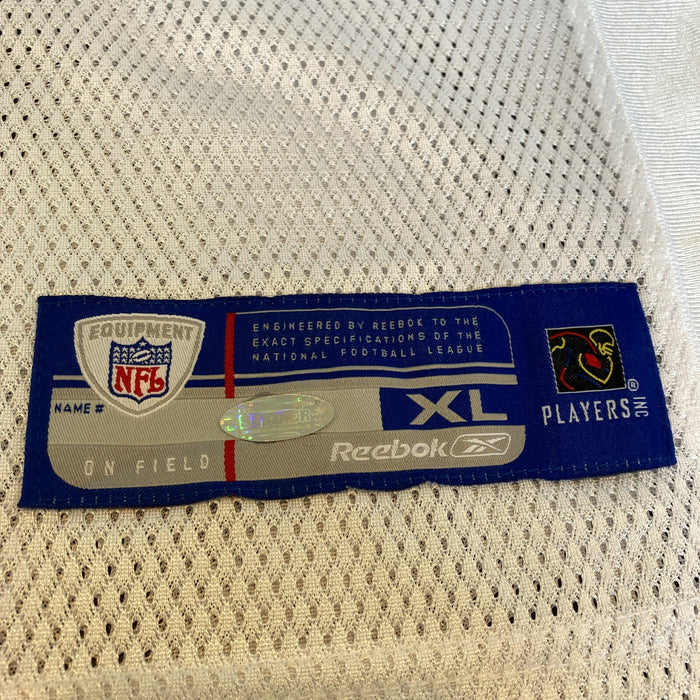 EQUIPMENT
NFL
NAME #
ON FIELD
ENGINEERED BY REEBOK TO THE
EXACT SPECIFICATIONS OF THE
NATIONAL FOOTBALL LEAGUE
XL
Reebok
PLAYERS INC
®